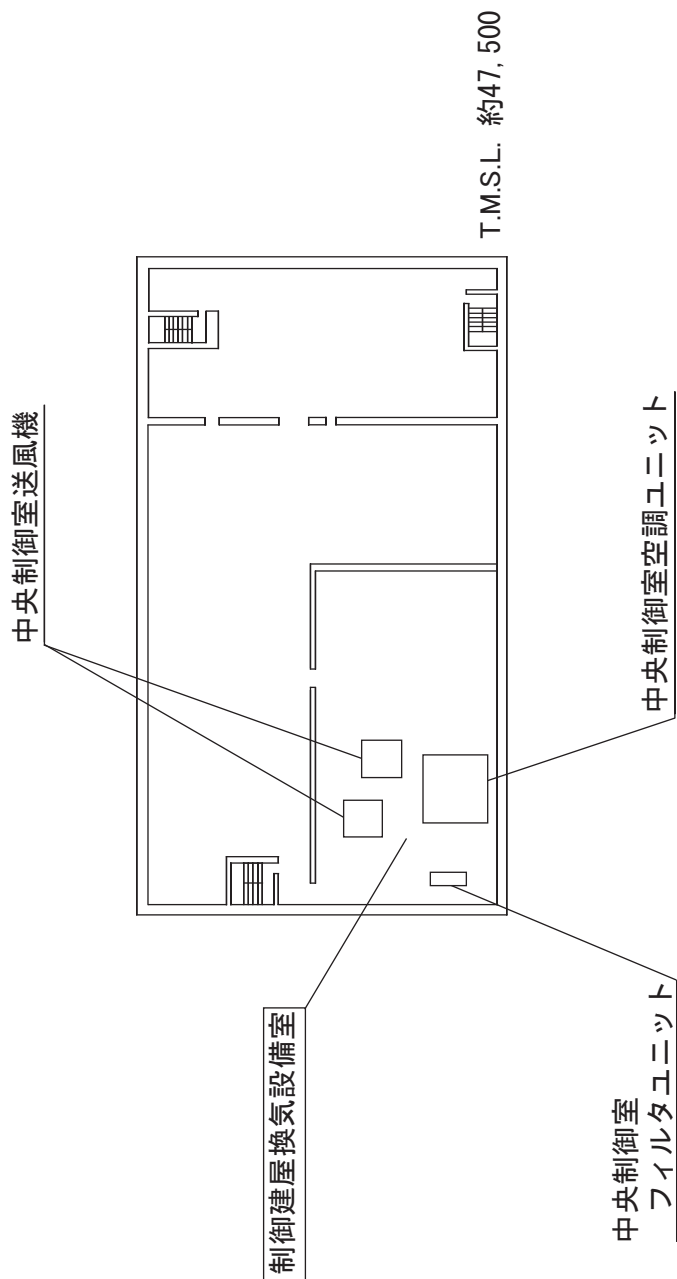 中央制御室送風機
T.M.S.L. 約47,500
制御建屋換気設備室
中央制御室空調ユニット
中央制御室
フィルタユニット